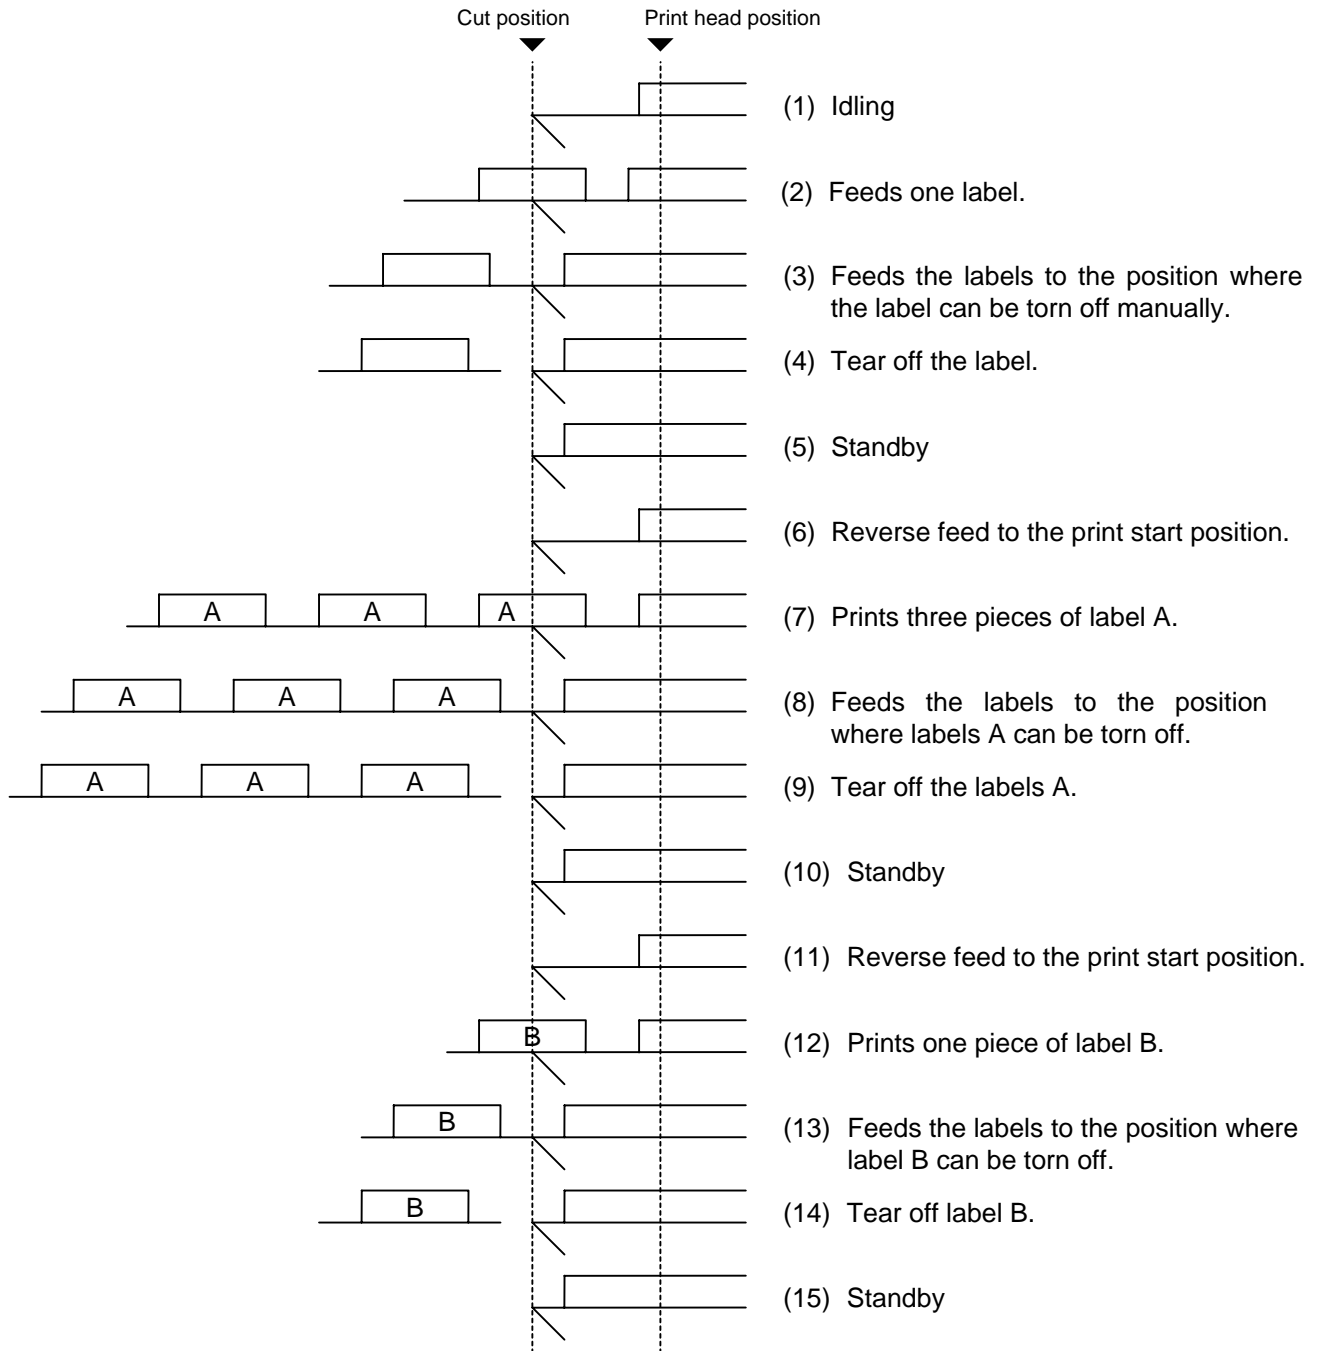 Cut position Print head position
(1) Idling
(2) Feeds one label.
(3) Feeds the labels to the position where
the label can be torn off manually.
(4) Tear off the label.
(5) Standby
(6) Reverse feed to the print start position.
A A A
(7) Prints three pieces of label A.
A A A
(8) Feeds the labels to the position
where labels A can be torn off.
A A A
(9) Tear off the labels A.
(10) Standby
(11) Reverse feed to the print start position.
B
(12) Prints one piece of label B.
B
(13) Feeds the labels to the position where
label B can be torn off.
B
(14) Tear off label B.
(15) Standby